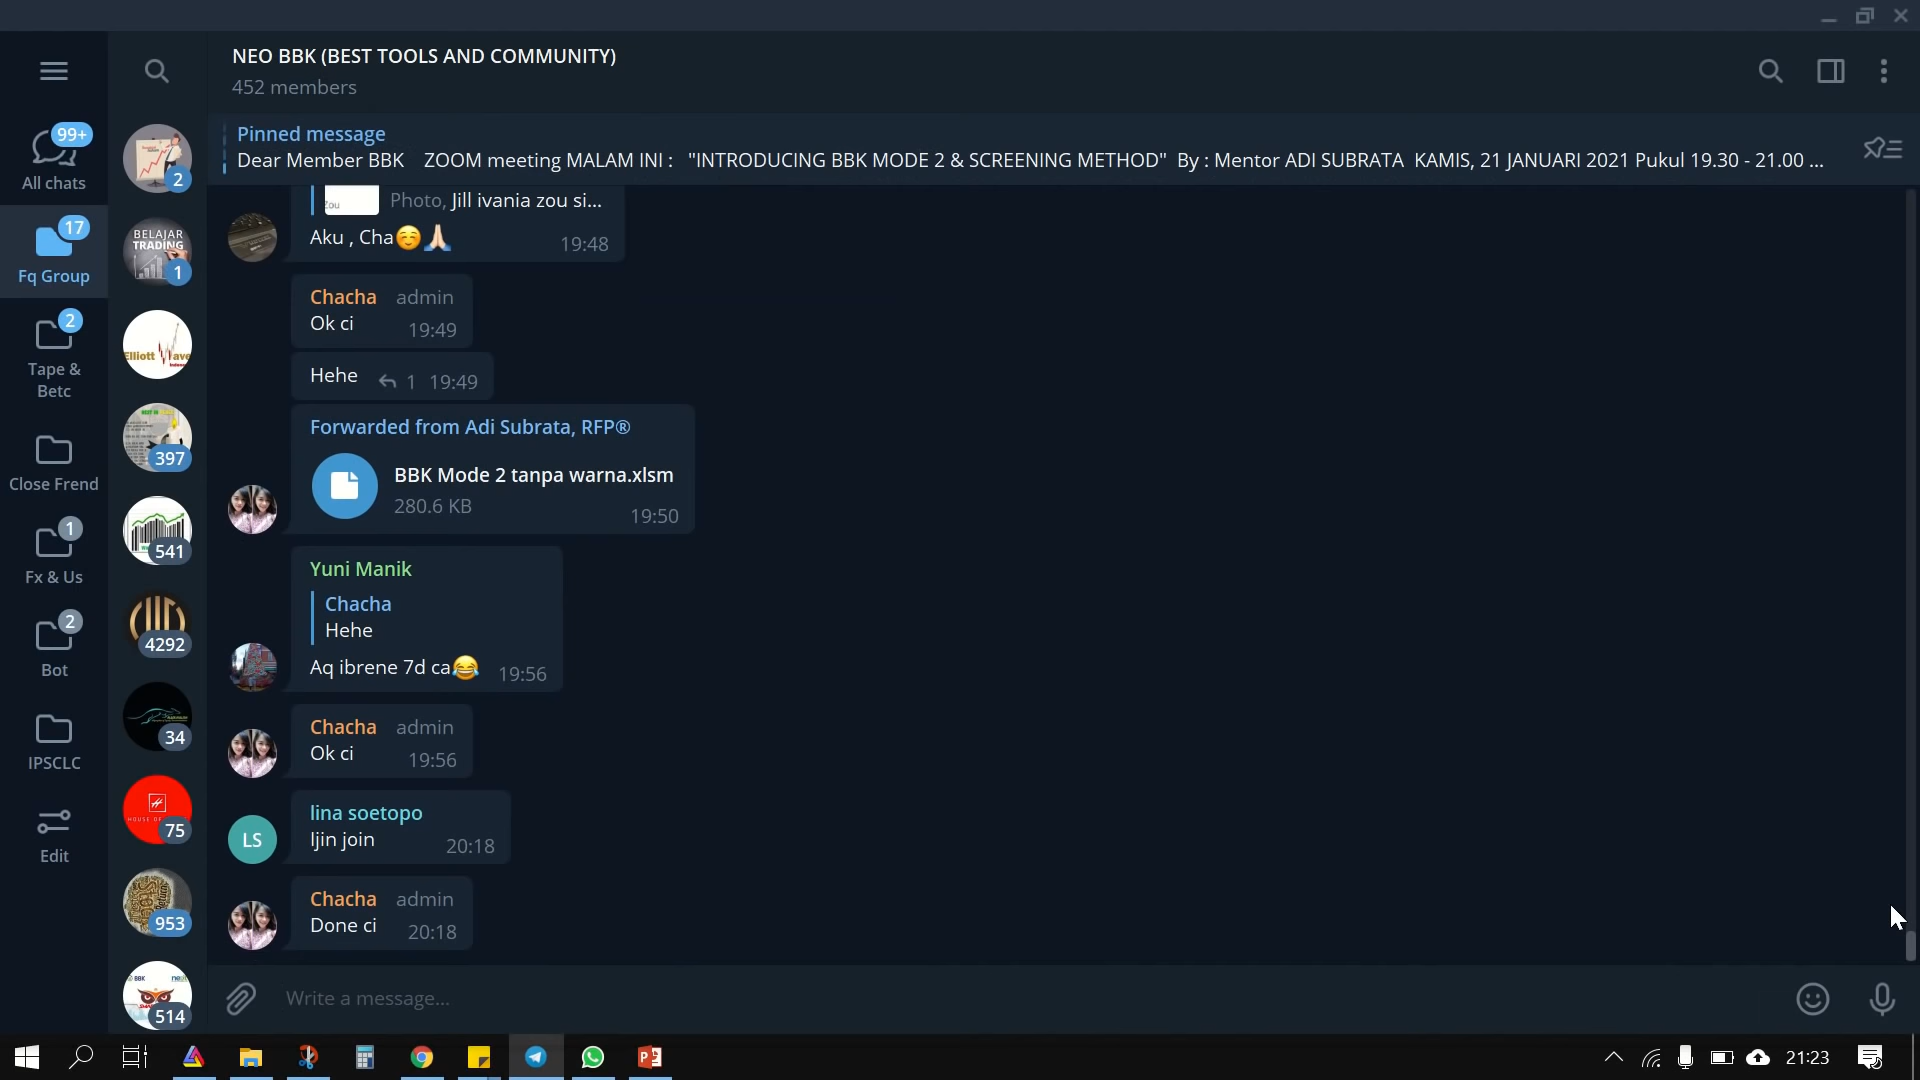 NEO BBK (BEST TOOLS AND COMMUNITY)
452 members
Pinned message
Dear Member BBK ZOOM meeting MALAM INI : "INTRODUCING BBK MODE 2 & SCREENING METHOD" By : Mentor ADI SUBRATA KAMIS, 21 JANUARI 2021 Pukul 19.30 - 21.00 ...
99+
All chats
17
Fq Group
2
Tape &
Betc
Close Frend
1
Fx & Us
2
Bot
IPSCLC
Edit
2
BELAJAR
TRADING
1
Elliott Wave
397
541
4292
34
HOUSE OF
75
953
BBK
514
Zou
Photo, Jill ivania zou si...
Aku , Cha☺️🙏🏻 19:48
Chacha admin
Ok ci 19:49
Hehe 1 19:49
Forwarded from Adi Subrata, RFP®
BBK Mode 2 tanpa warna.xlsm
280.6 KB
19:50
Yuni Manik
Chacha
Hehe
Aq ibrene 7d ca😂 19:56
Chacha admin
Ok ci 19:56
LS
lina soetopo
Ijin join 20:18
Chacha admin
Done ci 20:18
Write a message...
21:23